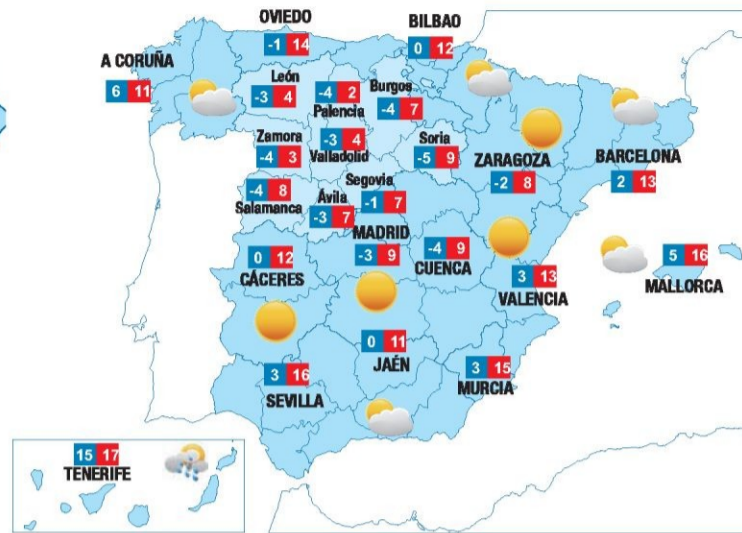 OVIEDO
-1 14
BILBAO
0 12
A CORUÑA
6 11
León
-3 4
-4 2
Palencia
Burgos
-4 7
Zamora
-4 3
-3 4
Valladolid
Soria
-5 9
ZARAGOZA
-2 8
BARCELONA
2 13
-4 8
Salamanca
Ávila
-3 7
Segovia
-1 7
MADRID
-3 9
-4 9
CUENCA
0 12
CÁCERES
3 13
VALENCIA
5 16
MALLORCA
0 11
JAÉN
3 16
SEVILLA
3 15
MURCIA
15 17
TENERIFE